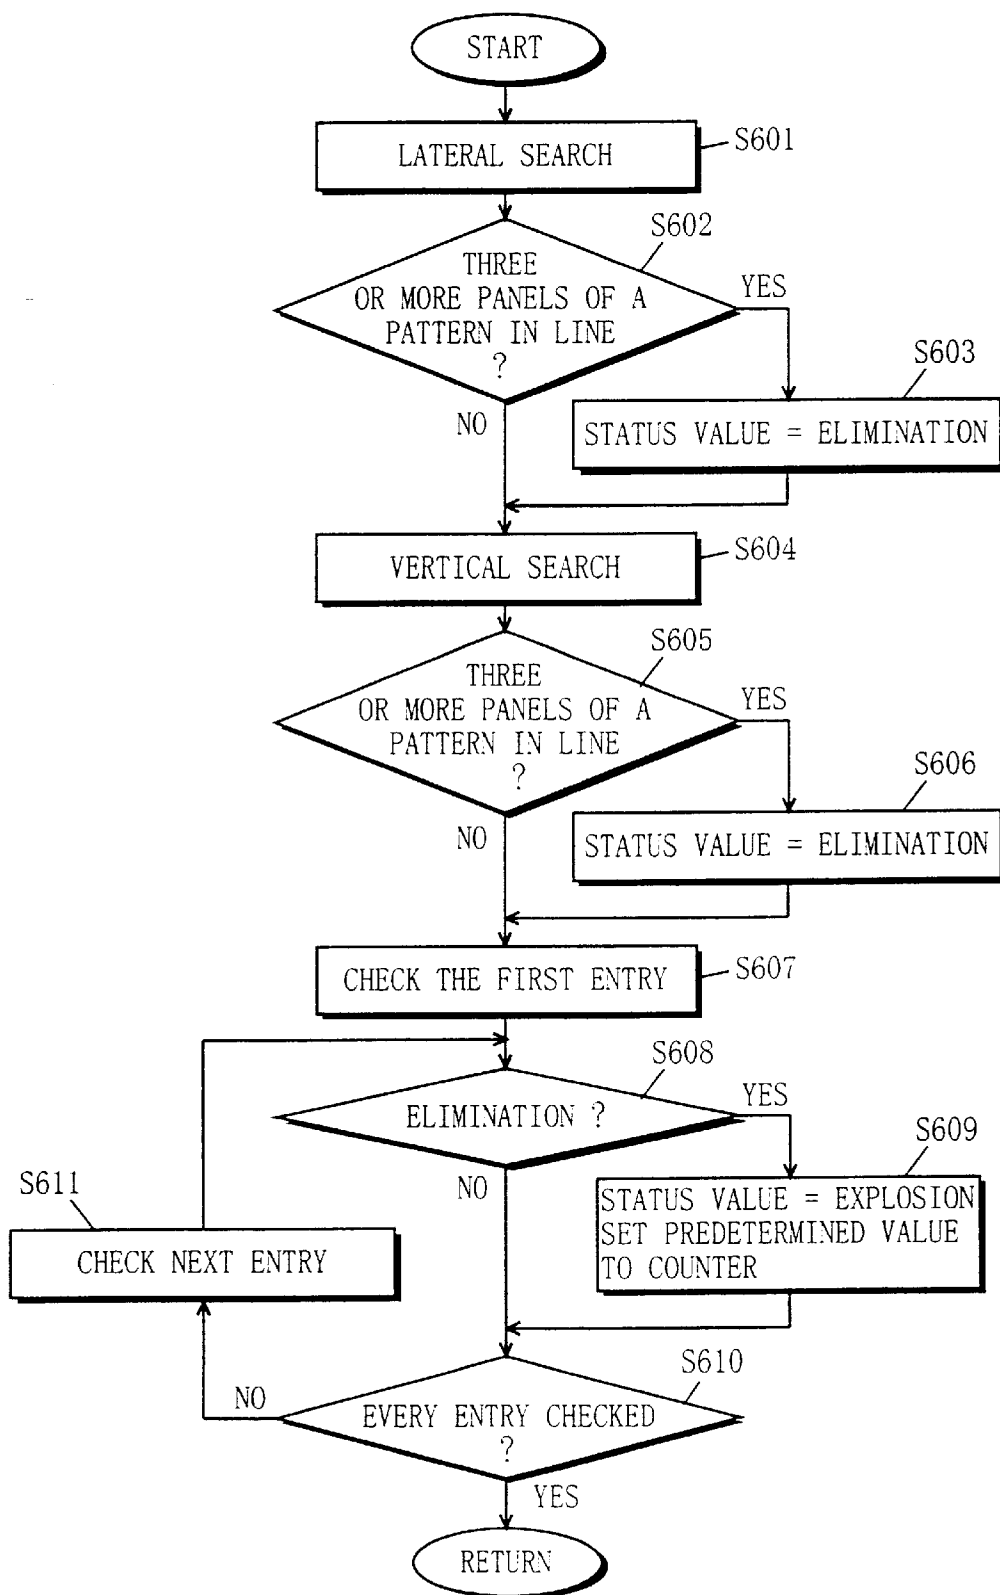 START
LATERAL SEARCH
S601
S602
THREE
OR MORE PANELS OF A
PATTERN IN LINE
?
YES
NO
S603
STATUS VALUE = ELIMINATION
VERTICAL SEARCH
S604
S605
THREE
OR MORE PANELS OF A
PATTERN IN LINE
?
YES
NO
S606
STATUS VALUE = ELIMINATION
CHECK THE FIRST ENTRY
S607
S608
ELIMINATION ?
YES
NO
S609
STATUS VALUE = EXPLOSION
SET PREDETERMINED VALUE
TO COUNTER
S611
CHECK NEXT ENTRY
S610
NO
EVERY ENTRY CHECKED
?
YES
RETURN